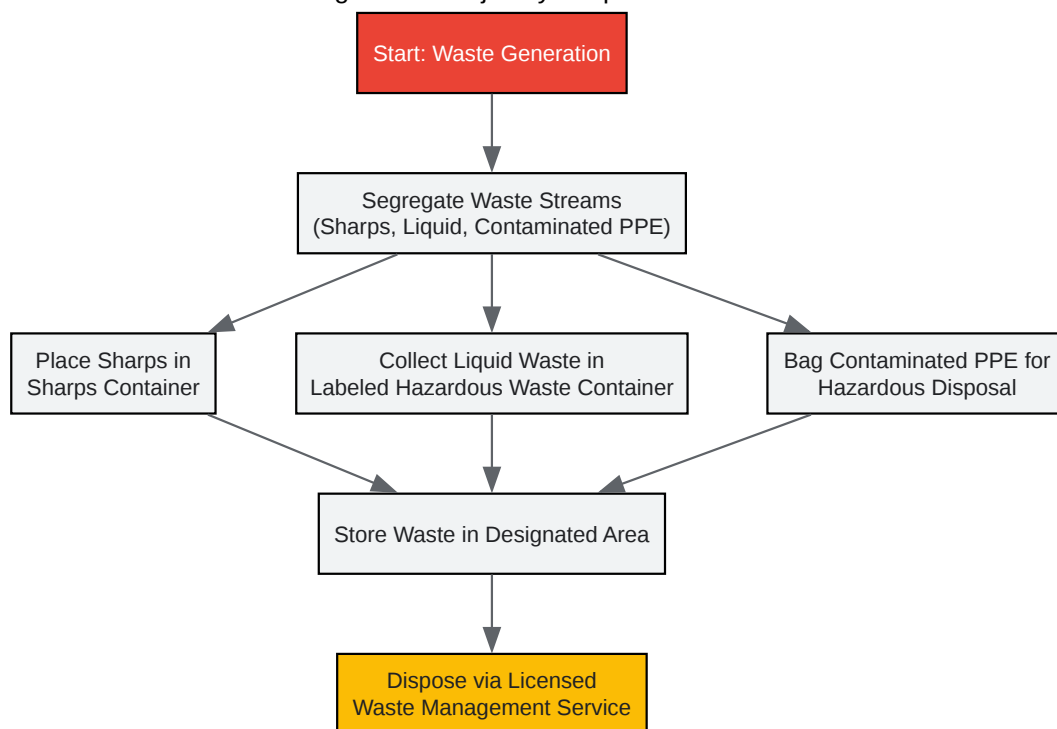 Start: Waste Generation
Segregate Waste Streams
(Sharps, Liquid, Contaminated PPE)
Place Sharps in
Sharps Container
Collect Liquid Waste in
Labeled Hazardous Waste Container
Bag Contaminated PPE for
Hazardous Disposal
Store Waste in Designated Area
Dispose via Licensed
Waste Management Service